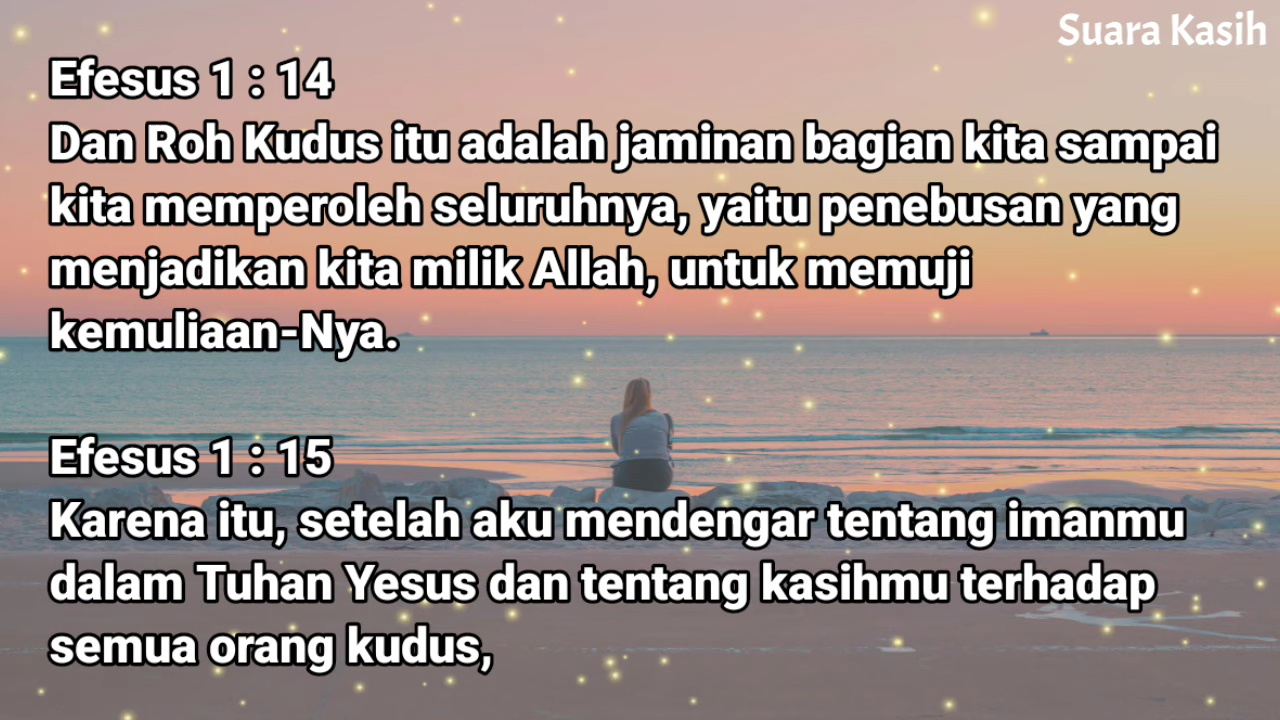 Suara Kasih
Efesus 1 : 14
Dan Roh Kudus itu adalah jaminan bagian kita sampai
kita memperoleh seluruhnya, yaitu penebusan yang
menjadikan kita milik Allah, untuk memuji
kemuliaan-Nya.
Efesus 1 : 15
Karena itu, setelah aku mendengar tentang imanmu
dalam Tuhan Yesus dan tentang kasihmu terhadap
semua orang kudus,